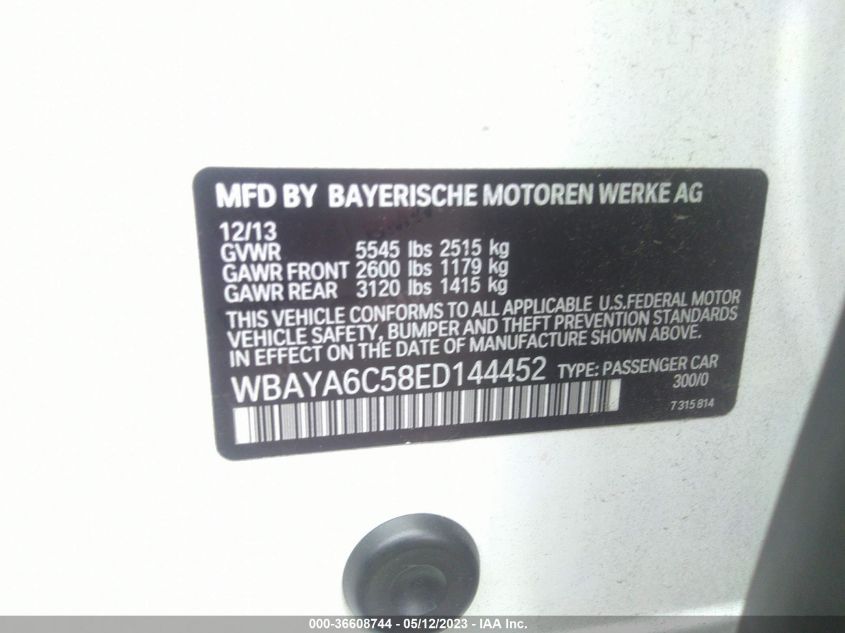 MFD BY BAYERISCHE MOTOREN WERKE AG
12/13
GVWR 5545 lbs 2515 kg
GAWR FRONT 2600 lbs 1179 kg
GAWR REAR 3120 lbs 1415 kg
THIS VEHICLE CONFORMS TO ALL APPLICABLE U.S.FEDERAL MOTOR
VEHICLE SAFETY, BUMPER AND THEFT PREVENTION STANDARDS
IN EFFECT ON THE DATE OF MANUFACTURE SHOWN ABOVE.
WBAYA6C58ED144452 TYPE: PASSENGER CAR
300/0
7 315 814
000-36608744 — 05/12/2023 — IAA Inc.